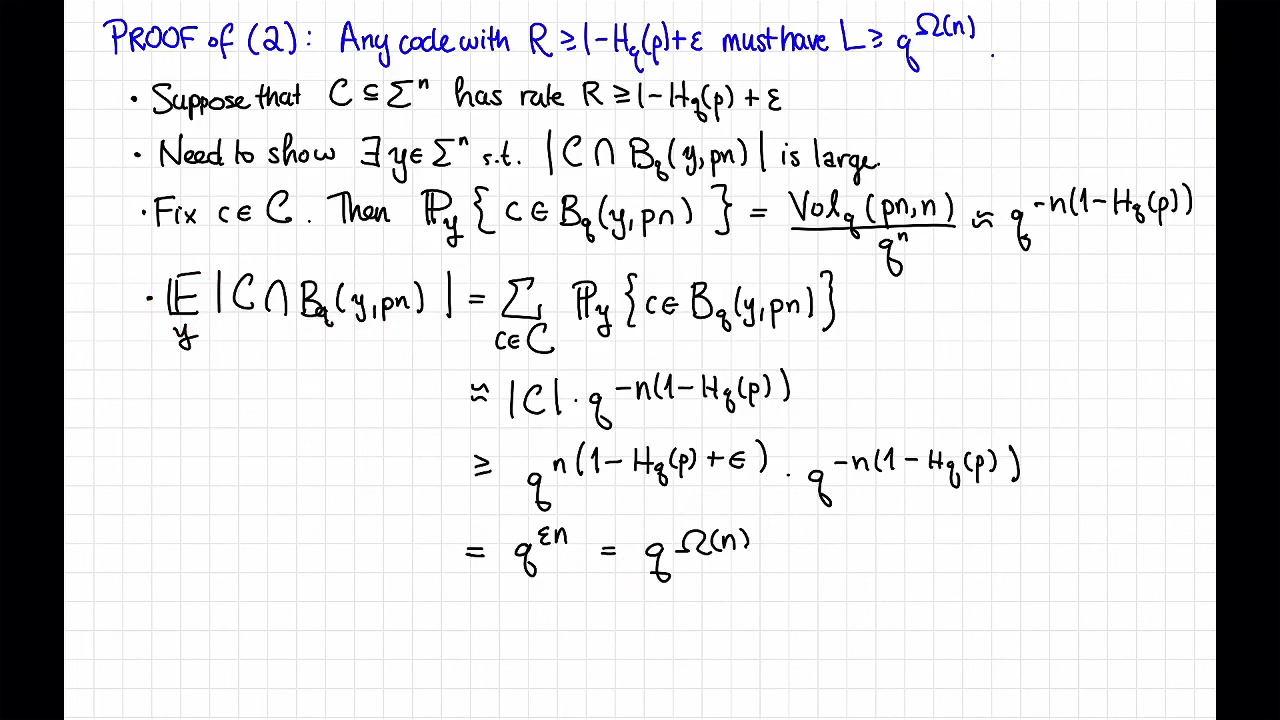 PROOF of (2): Any code with R ≥ 1-H_q(p)+ε must have L ≥ q^{Ω(n)}.
• Suppose that C ⊆ Σ^n has rate R ≥ 1-H_q(p) + ε
• Need to show ∃ y ∈ Σ^n s.t. |C ∩ B_q(y, pn)| is large.
• Fix c ∈ C. Then ℙ_y { c ∈ B_q(y, pn) } = Vol_q(pn, n) / q^n ≈ q^{-n(1-H_q(p))}
• 𝔼_y |C ∩ B_q(y, pn)| = Σ_{c∈C} ℙ_y {c ∈ B_q(y, pn)}
≈ |C| · q^{-n(1-H_q(p))}
≥ q^{n(1-H_q(p)+ε)} · q^{-n(1-H_q(p))}
= q^{εn} = q^{Ω(n)}